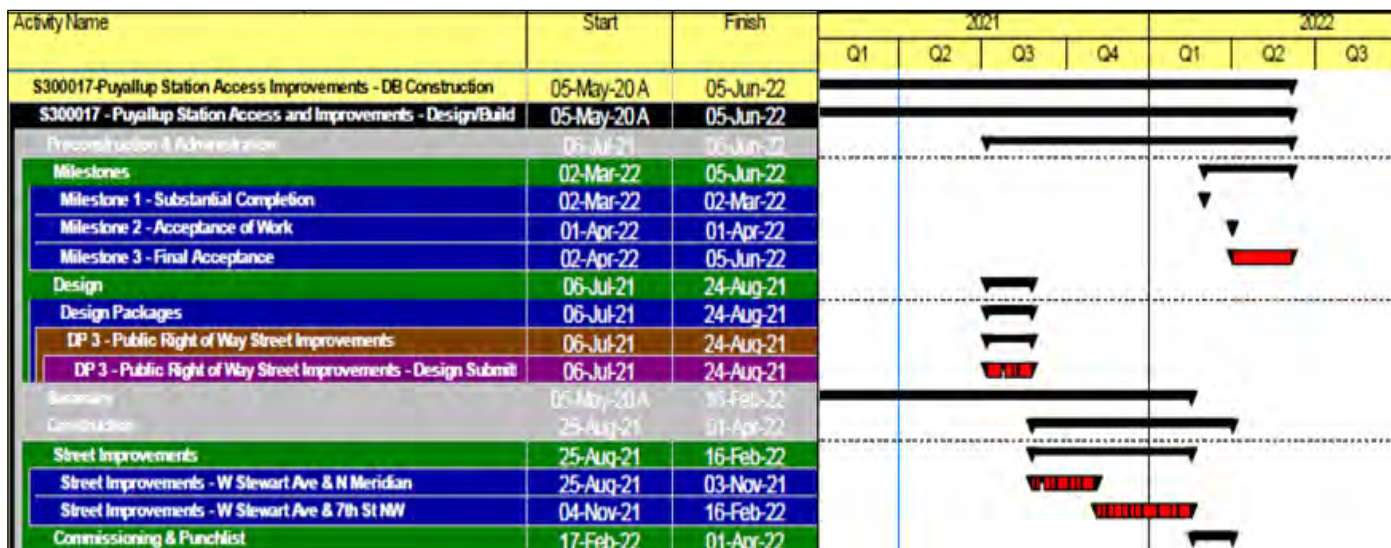 Activity Name Start Finish 2021 2022
Q1 Q2 Q3 Q4 Q1 Q2 Q3
S300017-Puyallup Station Access Improvements - DB Construction 05-May-20 A 05-Jun-22
S300017 - Puyallup Station Access and Improvements - Design/Build 05-May-20 A 05-Jun-22
Preconstruction & Administration 06-Jul-21 05-Jun-22
Milestones 02-Mar-22 05-Jun-22
Milestone 1 - Substantial Completion 02-Mar-22 02-Mar-22
Milestone 2 - Acceptance of Work 01-Apr-22 01-Apr-22
Milestone 3 - Final Acceptance 02-Apr-22 05-Jun-22
Design 06-Jul-21 24-Aug-21
Design Packages 06-Jul-21 24-Aug-21
DP 3 - Public Right of Way Street Improvements 06-Jul-21 24-Aug-21
DP 3 - Public Right of Way Street Improvements - Design Submit 06-Jul-21 24-Aug-21
Summary 05-May-20 A 16-Feb-22
Construction 25-Aug-21 01-Apr-22
Street Improvements 25-Aug-21 16-Feb-22
Street Improvements - W Stewart Ave & N Meridian 25-Aug-21 03-Nov-21
Street Improvements - W Stewart Ave & 7th St NW 04-Nov-21 16-Feb-22
Commissioning & Punchlist 17-Feb-22 01-Apr-22